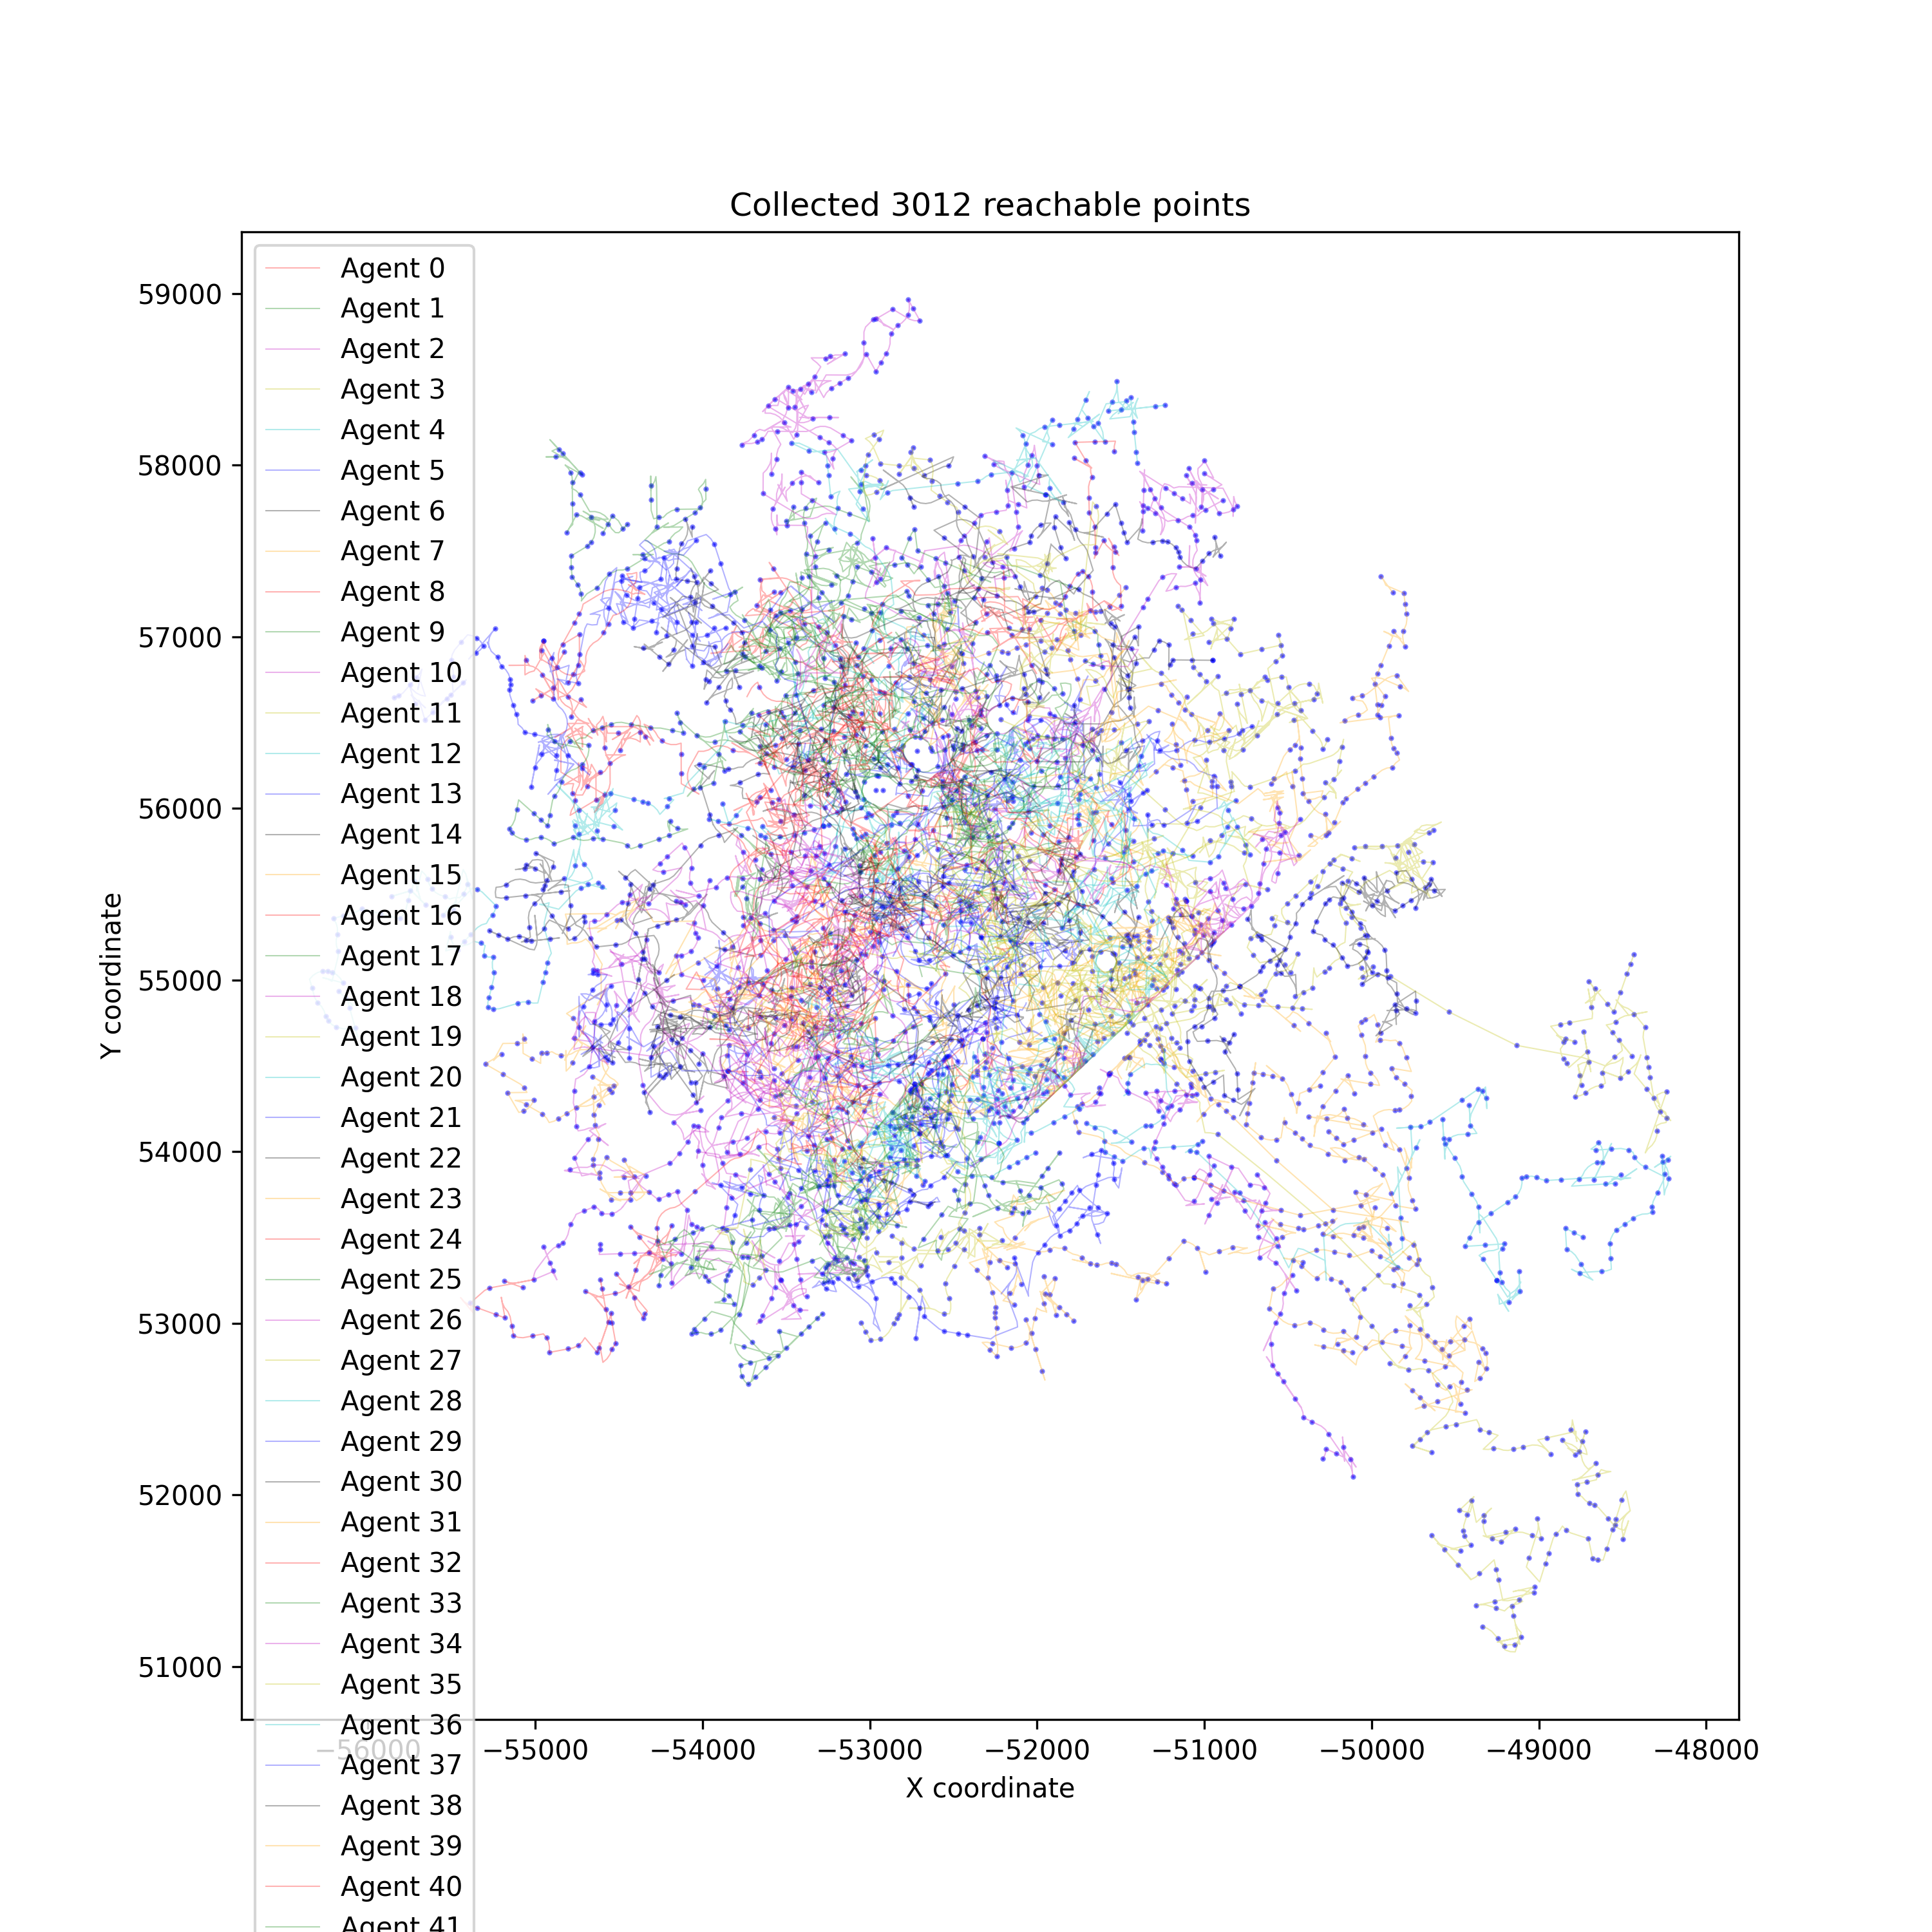 Collected 3012 reachable points
59000
58000
57000
56000
55000
54000
53000
52000
51000
Y coordinate
Agent 0
Agent 1
Agent 2
Agent 3
Agent 4
Agent 5
Agent 6
Agent 7
Agent 8
Agent 9
Agent 10
Agent 11
Agent 12
Agent 13
Agent 14
Agent 15
Agent 16
Agent 17
Agent 18
Agent 19
Agent 20
Agent 21
Agent 22
Agent 23
Agent 24
Agent 25
Agent 26
Agent 27
Agent 28
Agent 29
Agent 30
Agent 31
Agent 32
Agent 33
Agent 34
Agent 35
Agent 36
Agent 37
Agent 38
Agent 39
Agent 40
Agent 41
−56000 −55000 −54000 −53000 −52000 −51000 −50000 −49000 −48000
X coordinate